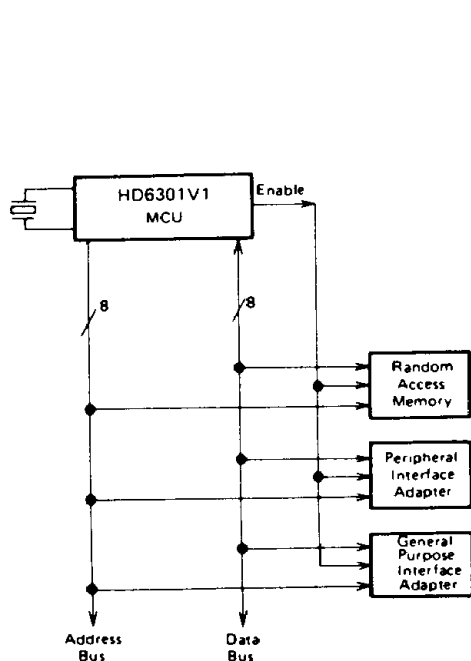 HD6301V1
MCU
Enable
8
8
Random
Access
Memory
Peripheral
Interface
Adapter
General
Purpose
Interface
Adapter
Address
Bus
Data
Bus